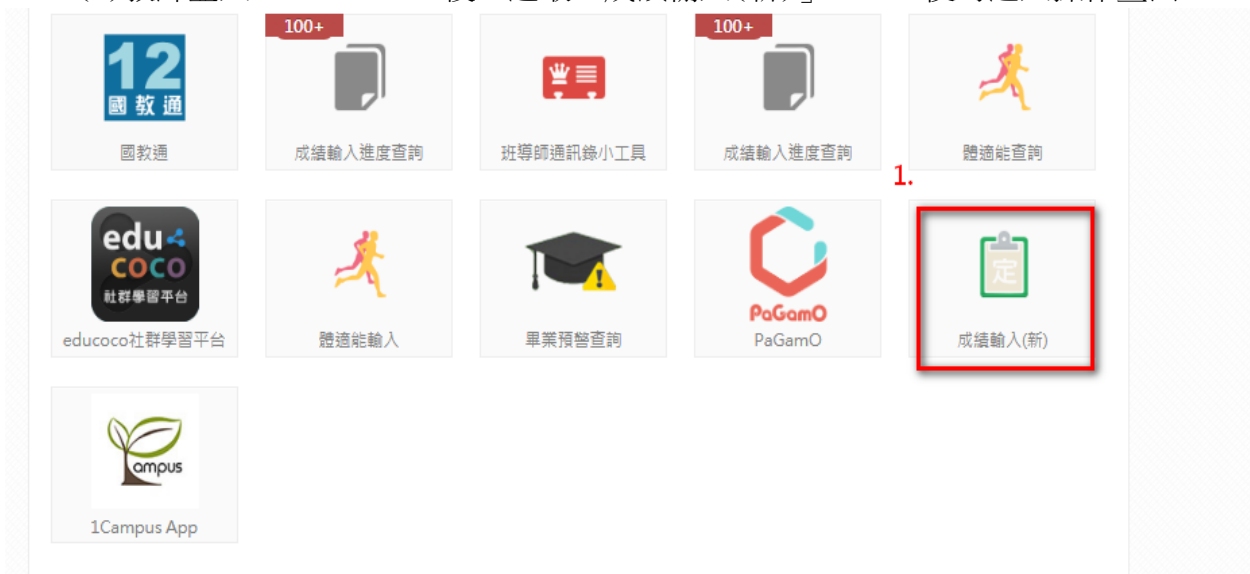 100+
100+
12
國教通
國教通
成績輸入進度查詢
班導師通訊錄小工具
成績輸入進度查詢
體適能查詢
1.
edu
coco
社群學習平台
educoco社群學習平台
體適能輸入
畢業預警查詢
PaGamO
PaGamO
定
成績輸入(新)
Campus
1Campus App